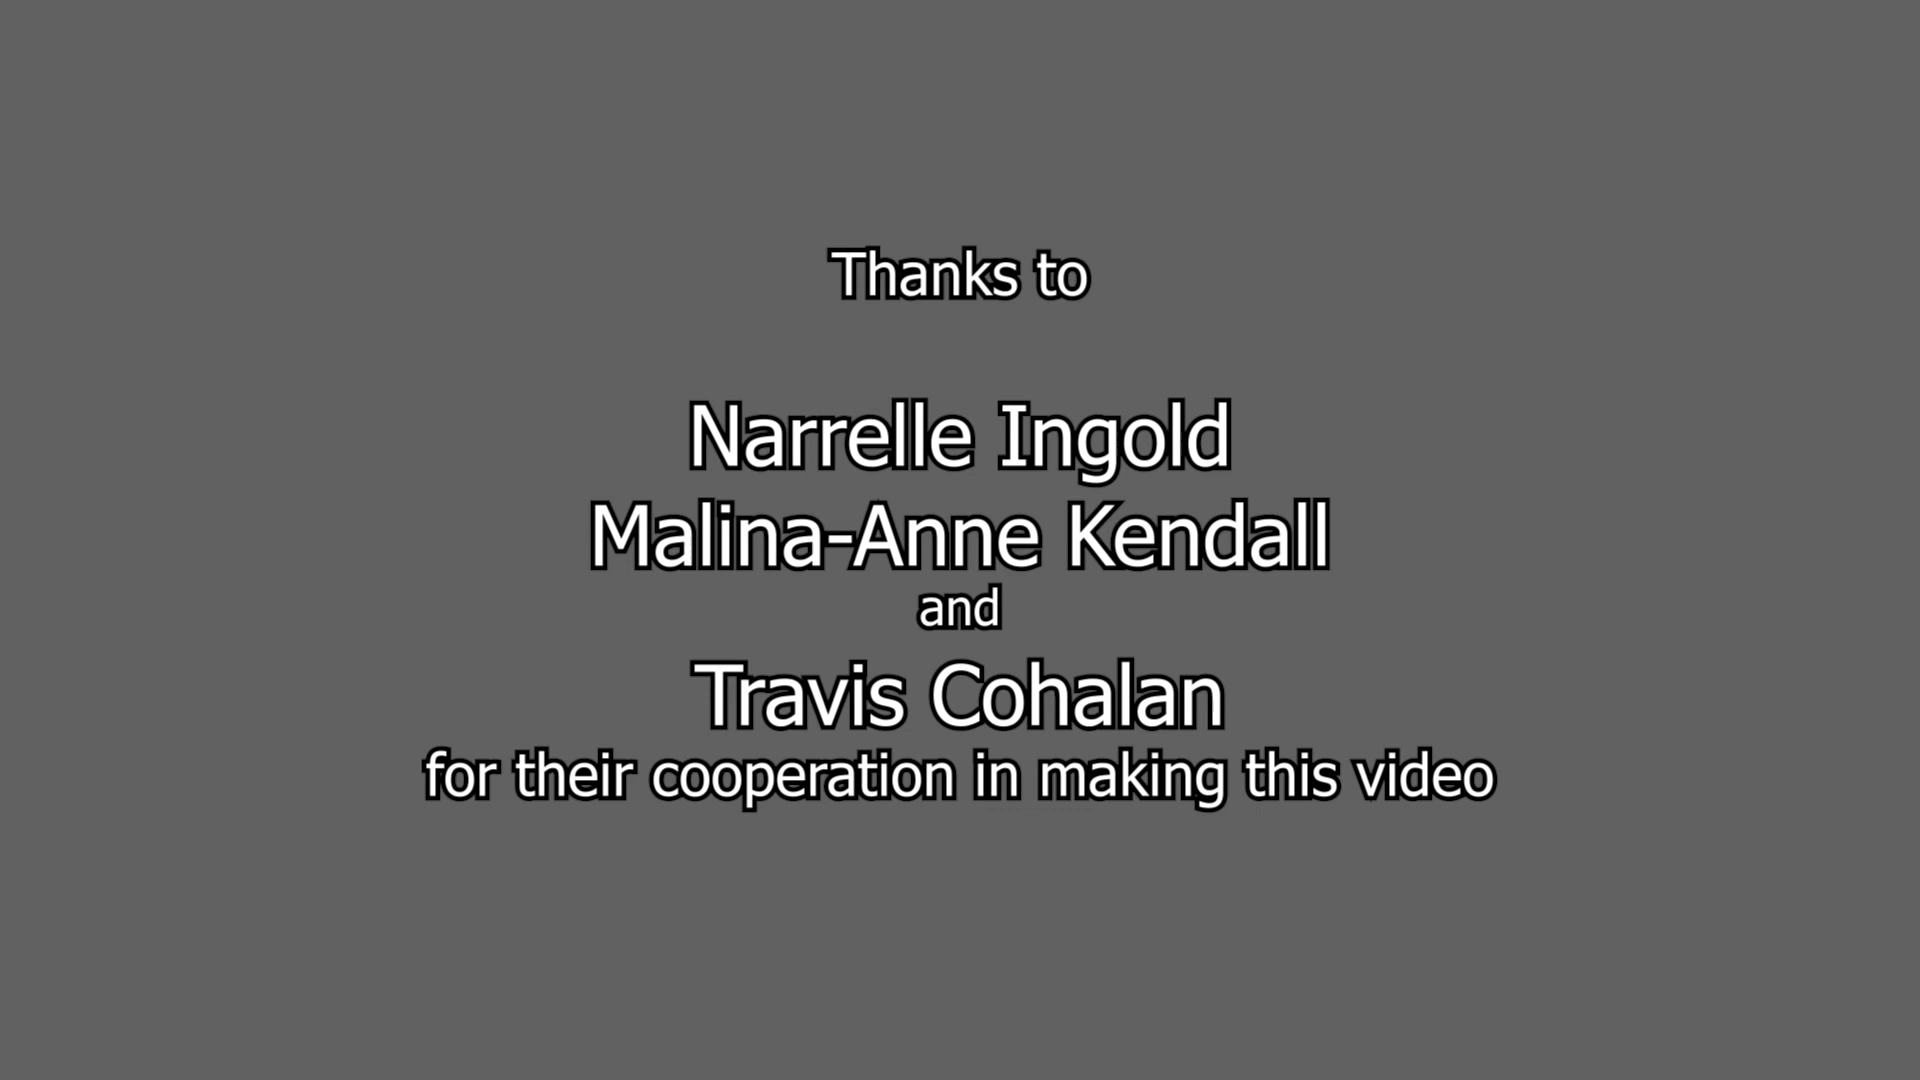 Thanks to
Narrelle Ingold
Malina-Anne Kendall
and
Travis Cohalan
for their cooperation in making this video